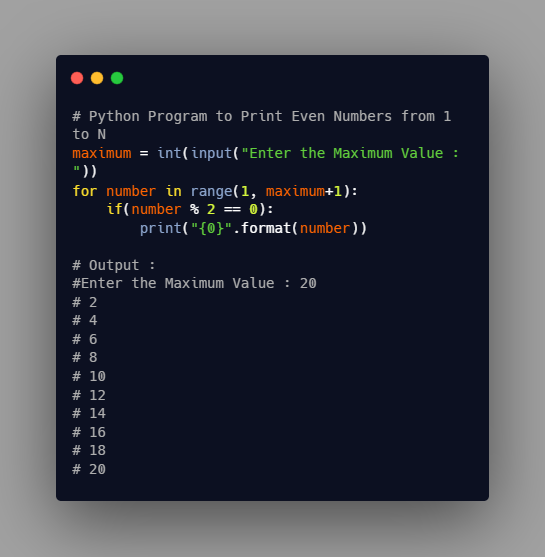 # Python Program to Print Even Numbers from 1
to N
maximum = int(input("Enter the Maximum Value :
"))
for number in range(1, maximum+1):
    if(number % 2 == 0):
        print("{0}".format(number))

# Output :
#Enter the Maximum Value : 20
# 2
# 4
# 6
# 8
# 10
# 12
# 14
# 16
# 18
# 20